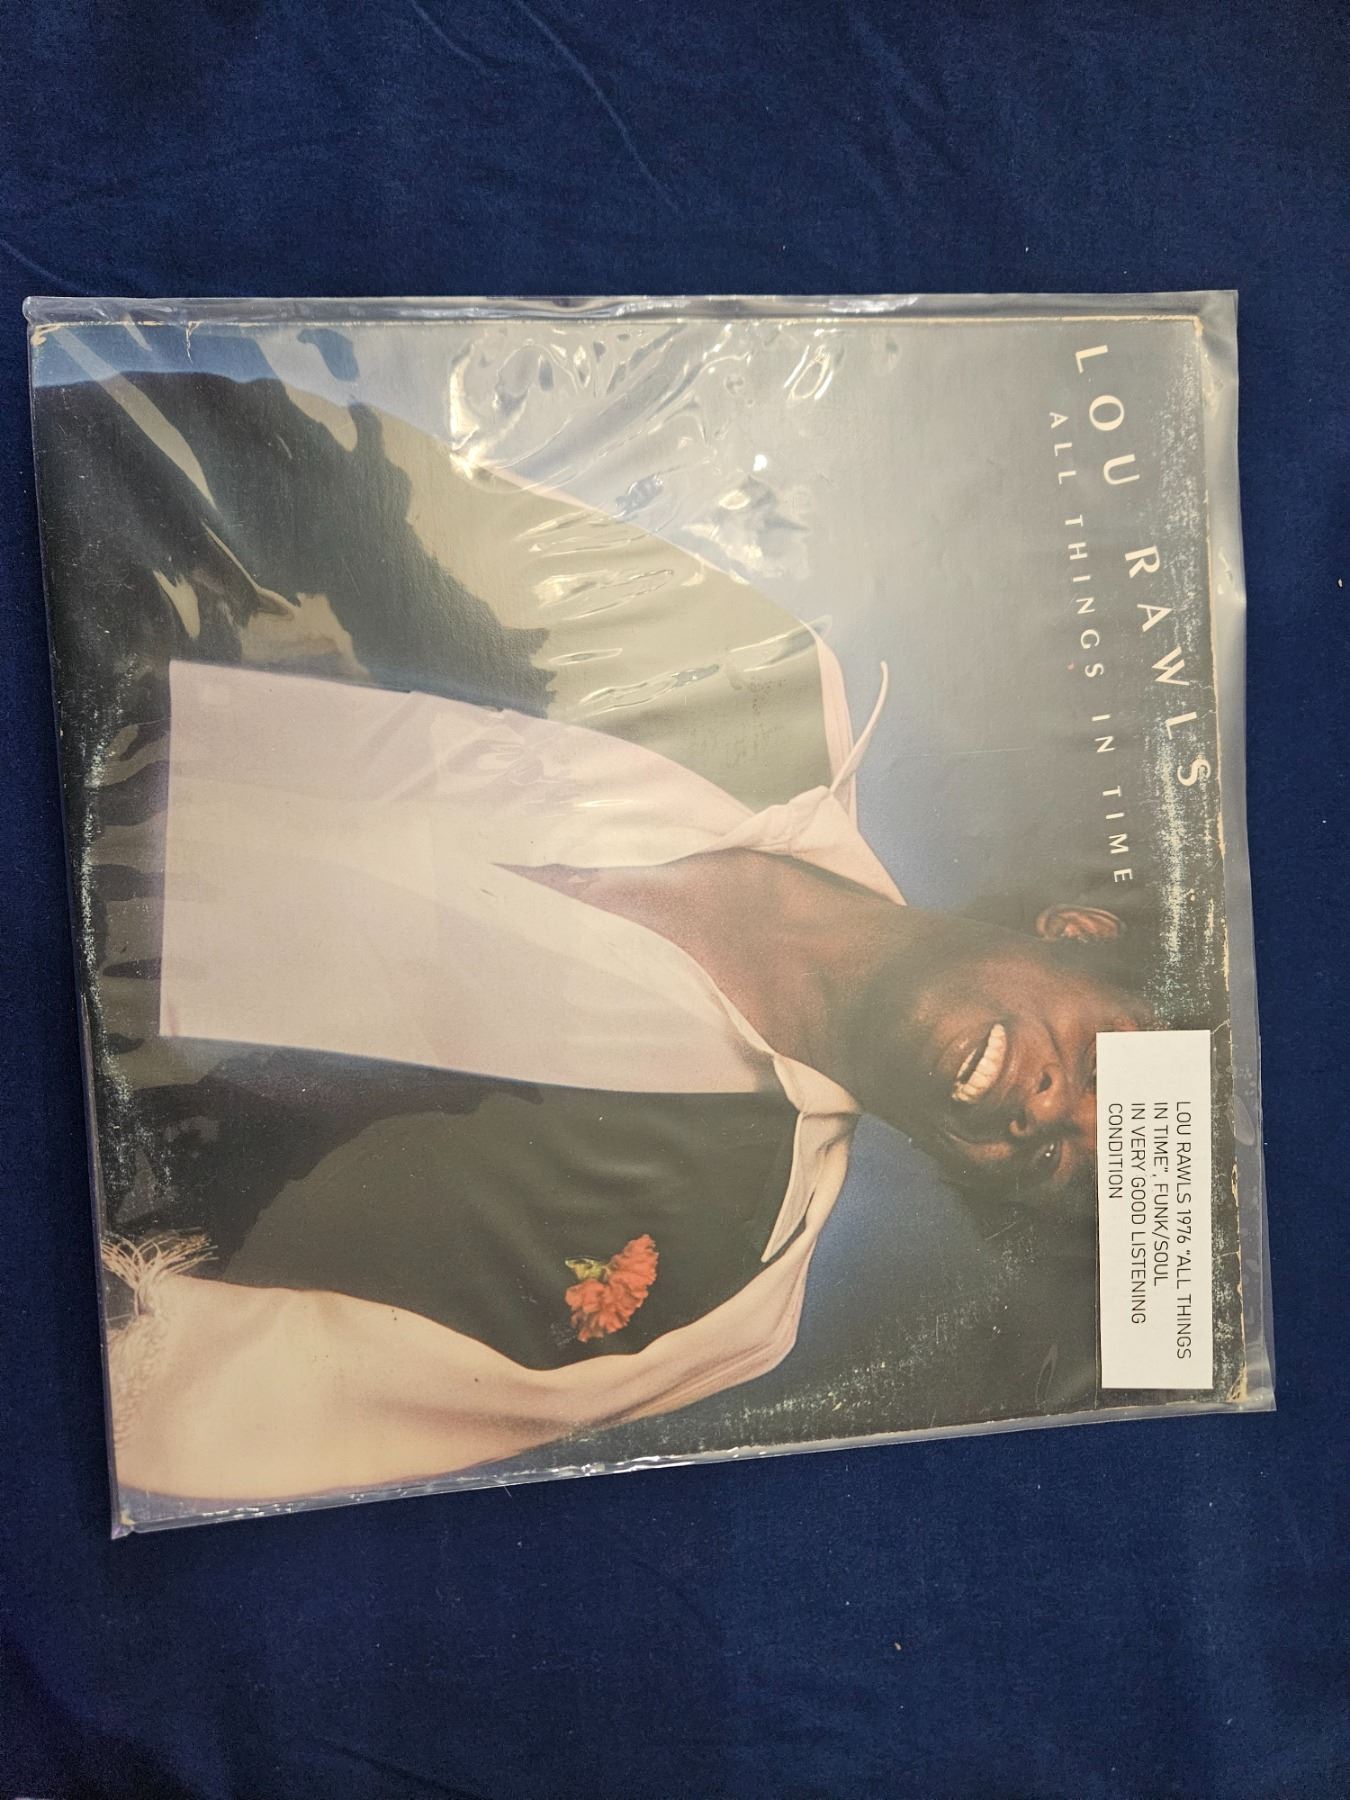 LOU RAWLS
ALL THINGS IN TIME
LOU RAWLS 1976 "ALL THINGS
IN TIME", FUNK/SOUL
IN VERY GOOD LISTENING
CONDITION